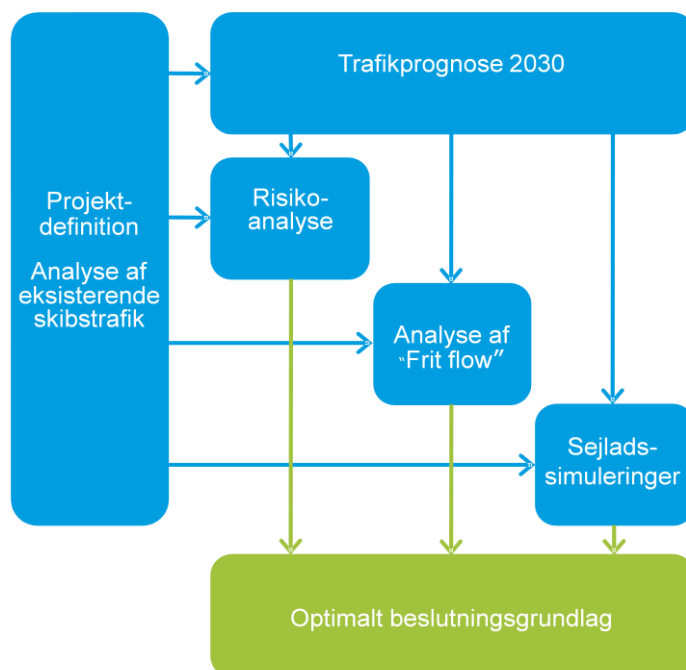 Trafikprognose 2030
Projekt-
definition
Analyse af
eksisterende
skibstrafik
Risiko-
analyse
Analyse af
“Frit flow”
Sejlads-
simuleringer
Optimalt beslutningsgrundlag